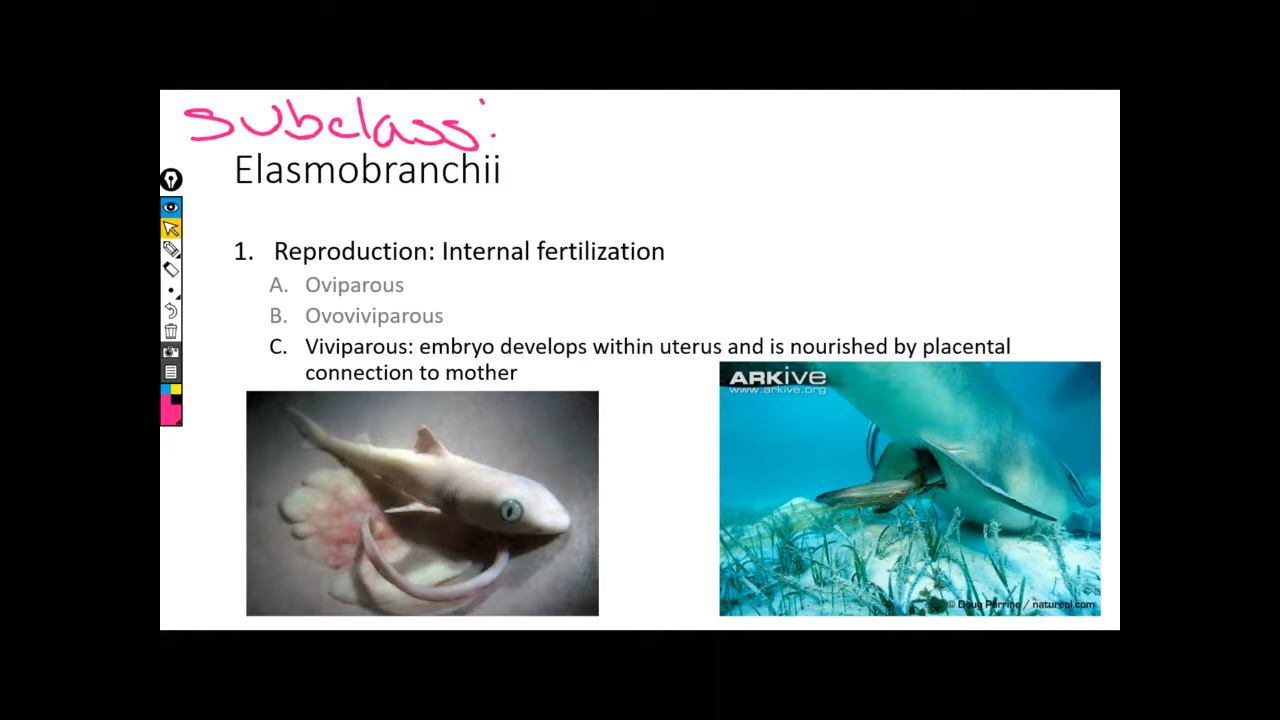 subclass:
Elasmobranchii
1. Reproduction: Internal fertilization
A. Oviparous
B. Ovoviviparous
C. Viviparous: embryo develops within uterus and is nourished by placental
connection to mother
ARKive
www.arkive.org
© Doug Perrine / naturepl.com